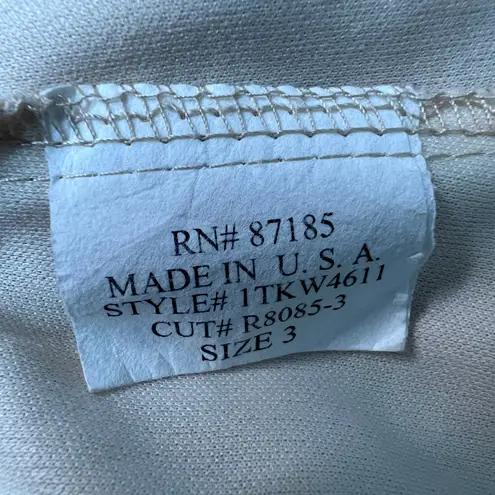 RN# 87185
MADE IN U. S. A.
STYLE# 1TKW4611
CUT# R8085-3
SIZE 3